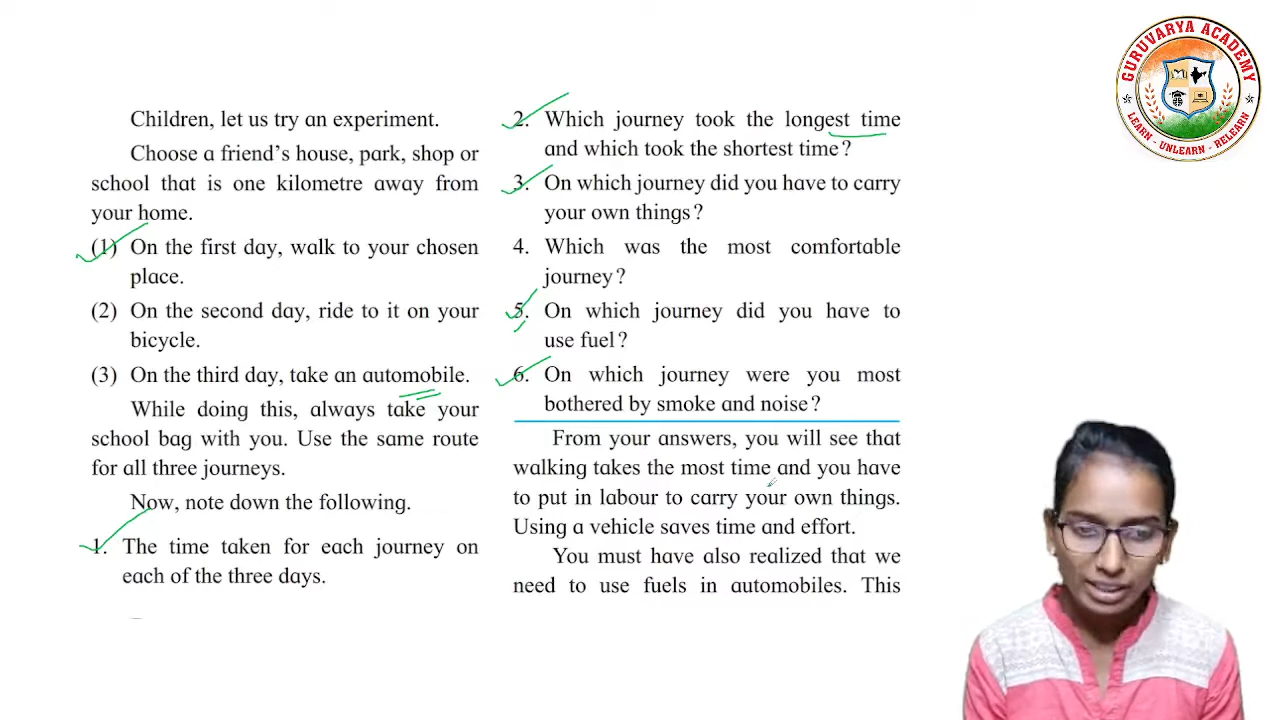 Children, let us try an experiment.
Choose a friend's house, park, shop or
school that is one kilometre away from
your home.
(1) On the first day, walk to your chosen
place.
(2) On the second day, ride to it on your
bicycle.
(3) On the third day, take an automobile.
While doing this, always take your
school bag with you. Use the same route
for all three journeys.
Now, note down the following.
1. The time taken for each journey on
each of the three days.
2. Which journey took the longest time
and which took the shortest time?
3. On which journey did you have to carry
your own things?
4. Which was the most comfortable
journey?
5. On which journey did you have to
use fuel?
6. On which journey were you most
bothered by smoke and noise?
From your answers, you will see that
walking takes the most time and you have
to put in labour to carry your own things.
Using a vehicle saves time and effort.
You must have also realized that we
need to use fuels in automobiles. This
GURUVARYA ACADEMY
LEARN - UNLEARN - RELEARN